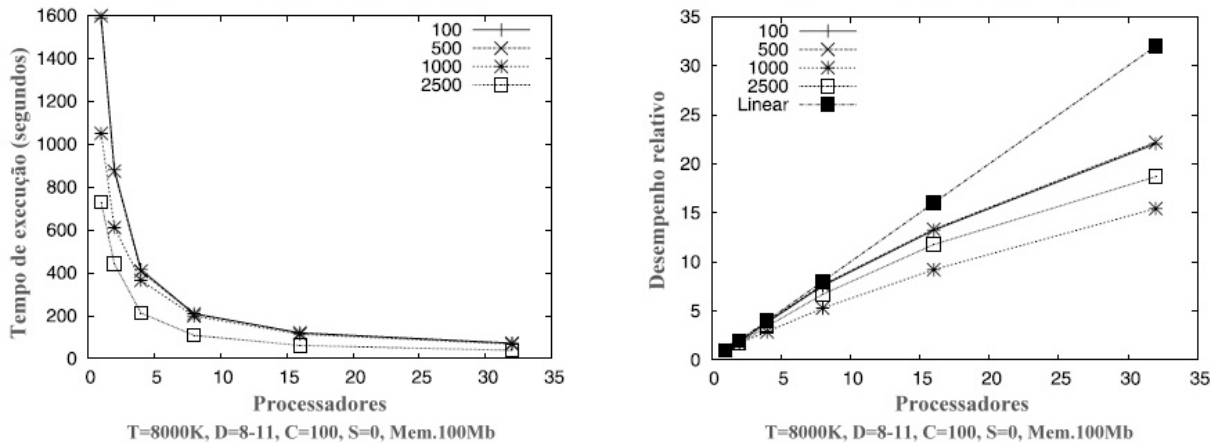 1600
1400
1200
1000
800
600
400
200
0
Tempo de execução (segundos)
100
500
1000
2500
0 5 10 15 20 25 30 35
Processadores
T=8000K, D=8-11, C=100, S=0, Mem.100Mb
35
30
25
20
15
10
5
0
Desempenho relativo
100
500
1000
2500
Linear
0 5 10 15 20 25 30 35
Processadores
T=8000K, D=8-11, C=100, S=0, Mem.100Mb